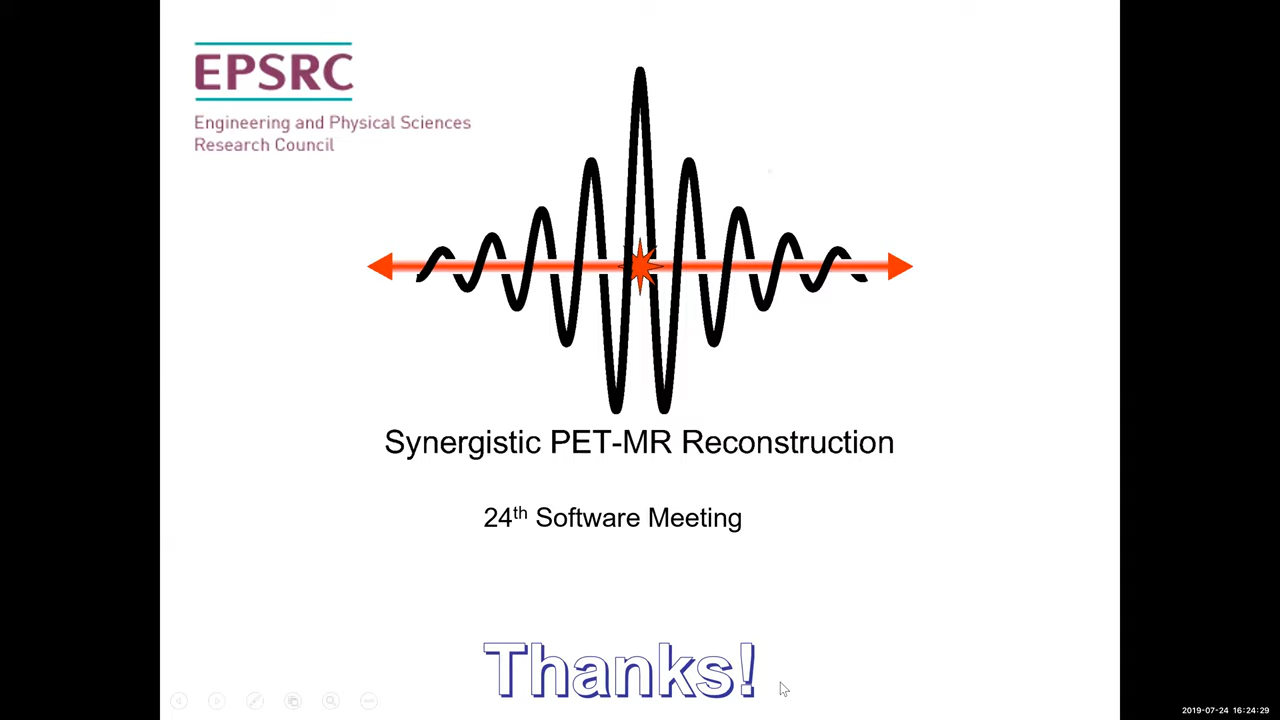 EPSRC
Engineering and Physical Sciences
Research Council
Synergistic PET-MR Reconstruction
24th Software Meeting
Thanks!
2019-07-24 16:24:29